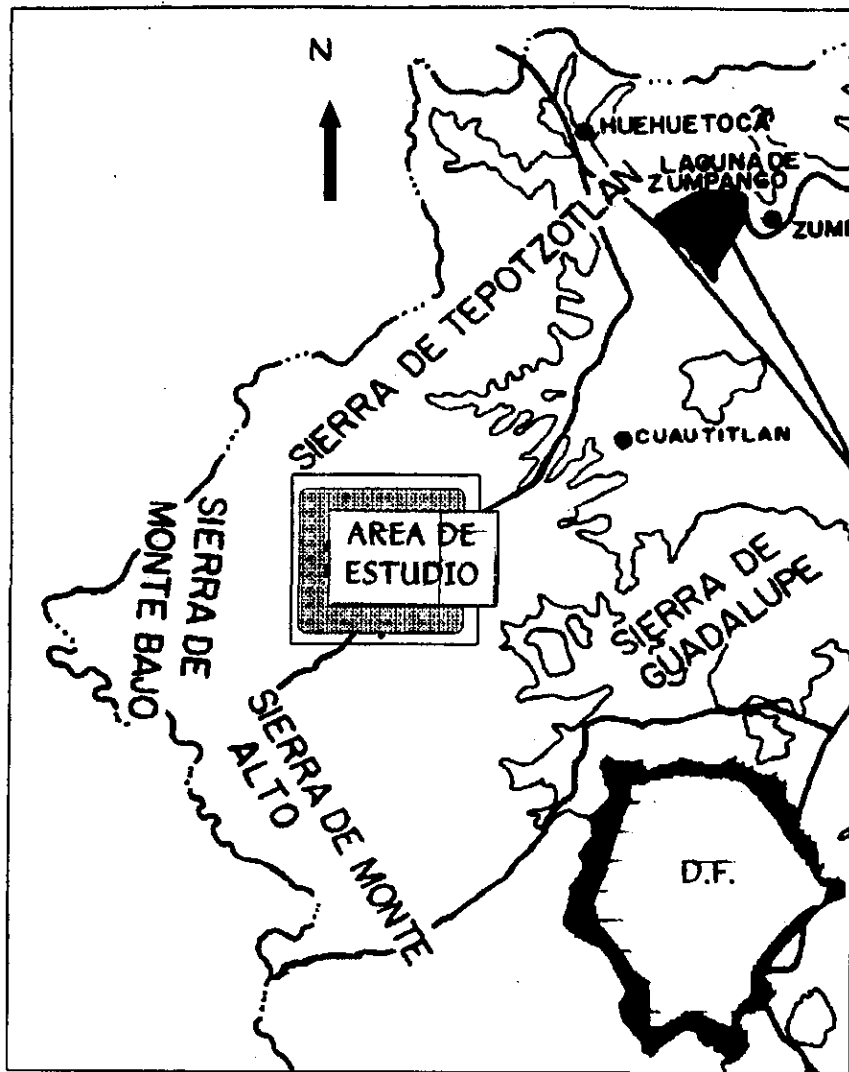 N
HUEHUETOCA
LAGUNA DE
ZUMPANGO
ZUMP
SIERRA DE TEPOTZOTLAN
CUAUTITLAN
AREA DE
ESTUDIO
SIERRA DE
MONTE BAJO
SIERRA DE
GUADALUPE
SIERRA DE MONTE
ALTO
D.F.